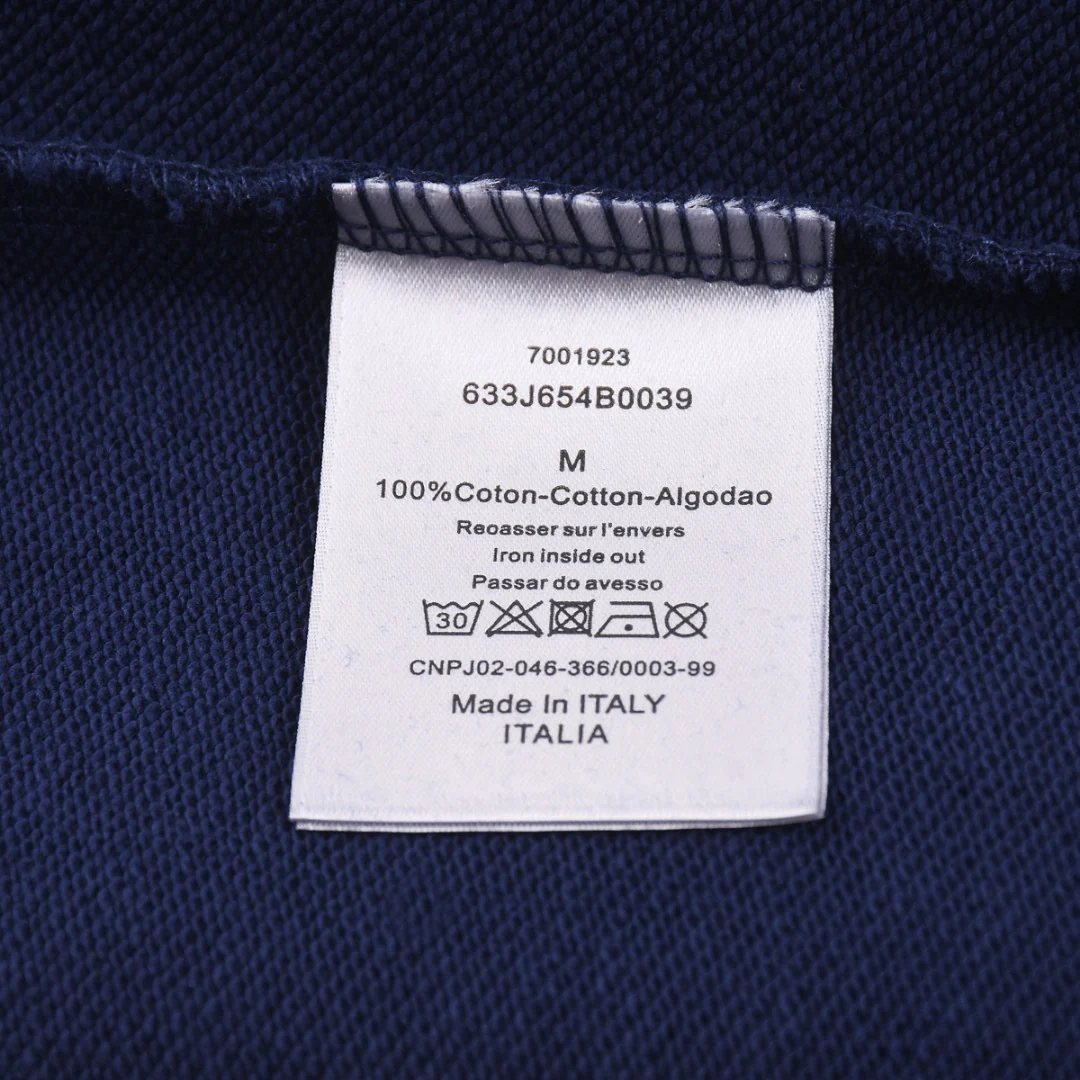 7001923
633J654B0039
M
100%Coton-Cotton-Algodao
Reoasser sur l'envers
Iron inside out
Passar do avesso
30
CNPJ02-046-366/0003-99
Made In ITALY
ITALIA